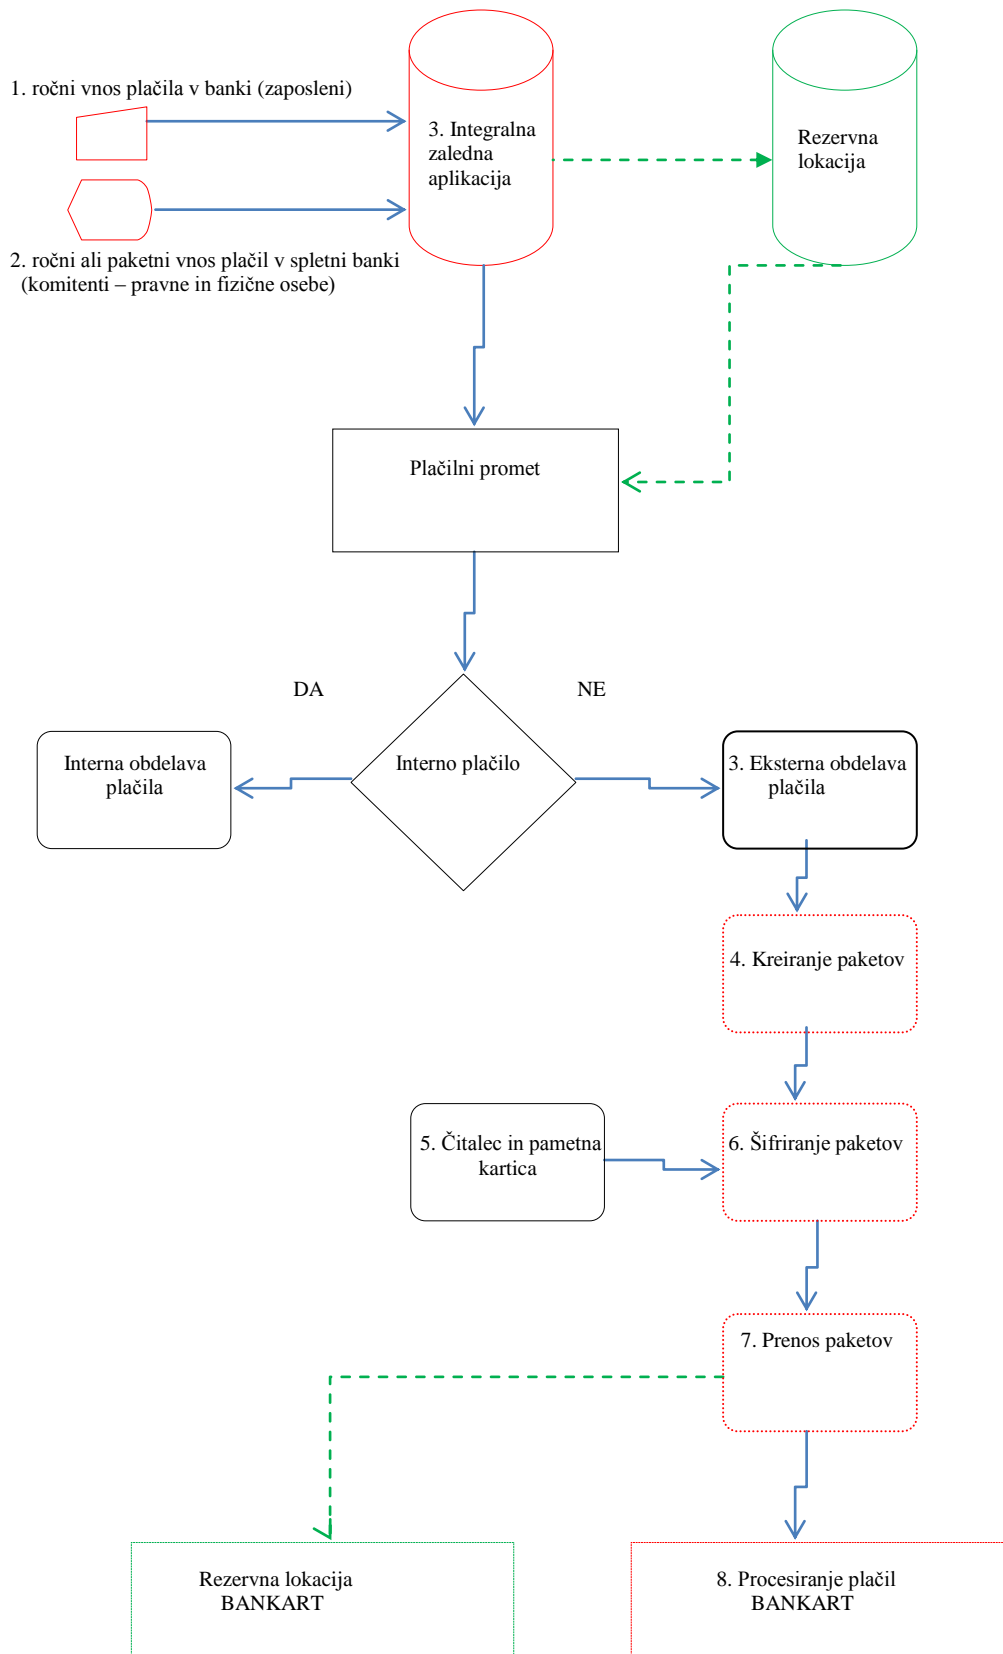 1. ročni vnos plačila v banki (zaposleni)
3. Integralna
zaledna
aplikacija
Rezervna
lokacija
2. ročni ali paketni vnos plačil v spletni banki
(komitenti – pravne in fizične osebe)
Plačilni promet
DA
NE
Interna obdelava
plačila
Interno plačilo
3. Eksterna obdelava
plačila
4. Kreiranje paketov
5. Čitalec in pametna
kartica
6. Šifriranje paketov
7. Prenos paketov
Rezervna lokacija
BANKART
8. Procesiranje plačil
BANKART